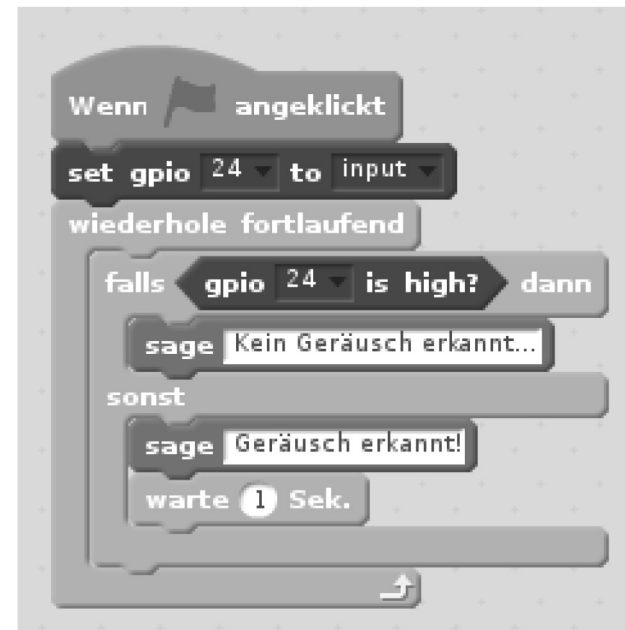 Wenn angeklickt
set gpio 24 to input
wiederhole fortlaufend
falls gpio 24 is high? dann
sage Kein Geräusch erkannt...
sonst
sage Geräusch erkannt!
warte 1 Sek.